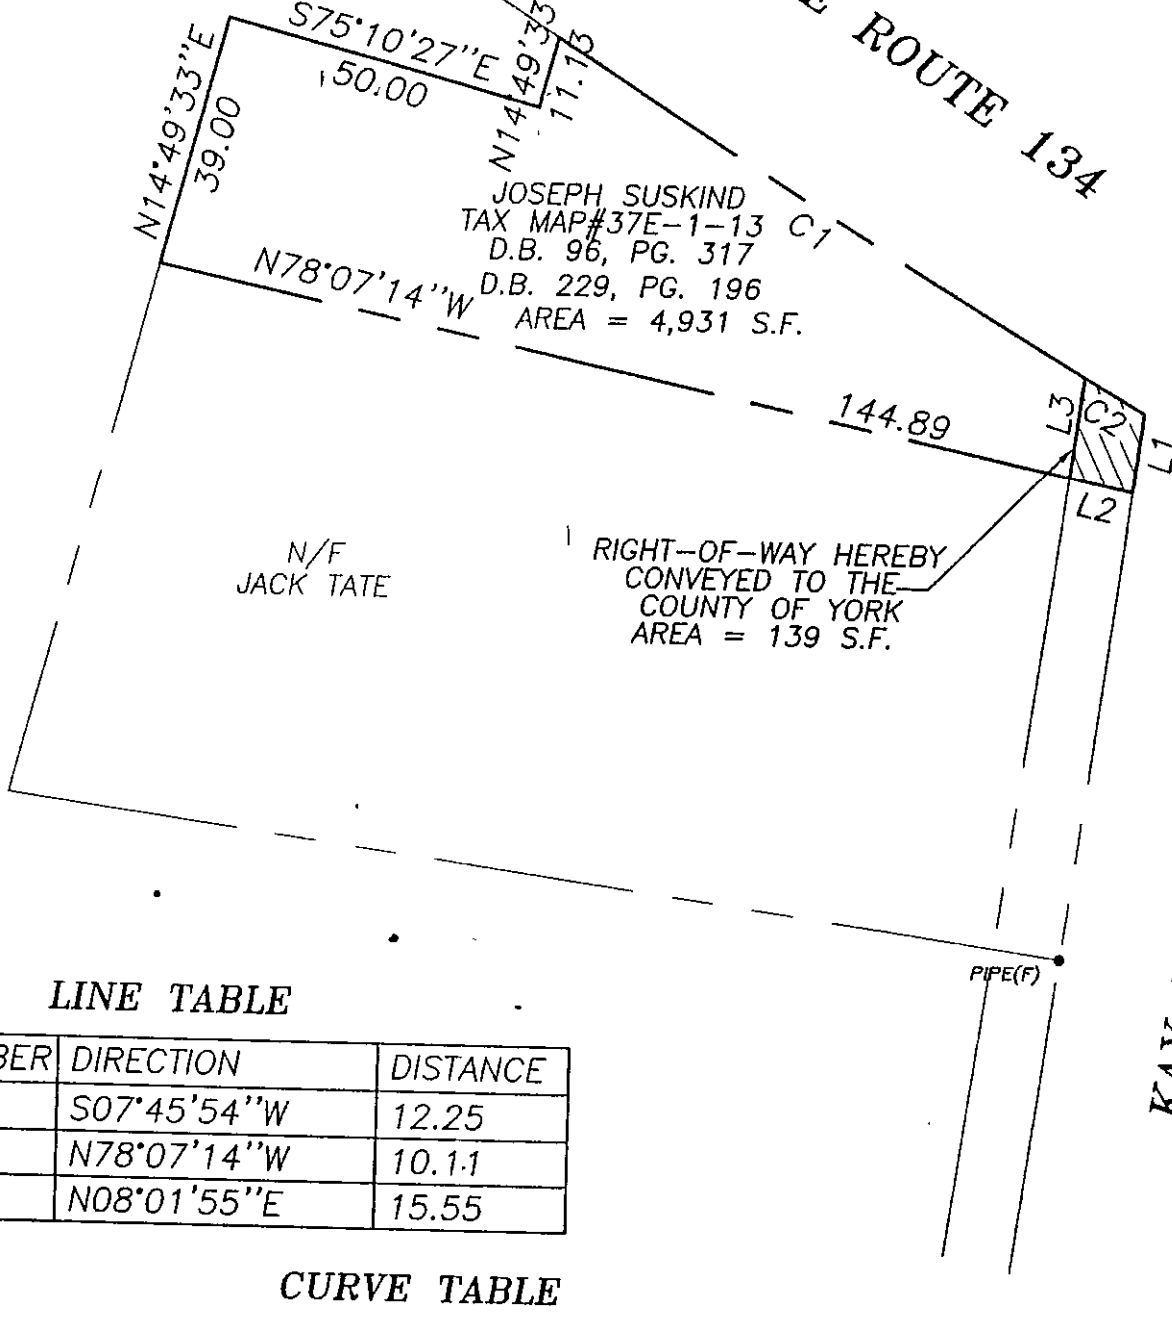 ROUTE 134
S75°10'27"E
50.00
N14°49'33"E
39.00
N14°49'33
11.13
JOSEPH SUSKIND
TAX MAP#37E-1-13
D.B. 96, PG. 317
D.B. 229, PG. 196
AREA = 4,931 S.F.
C1
N78°07'14"W
144.89
L3
C2
L1
L2
N/F
JACK TATE
RIGHT-OF-WAY HEREBY
CONVEYED TO THE
COUNTY OF YORK
AREA = 139 S.F.
PIPE(F)
LINE TABLE
BER DIRECTION DISTANCE
S07°45'54"W 12.25
N78°07'14"W 10.11
N08°01'55"E 15.55
CURVE TABLE